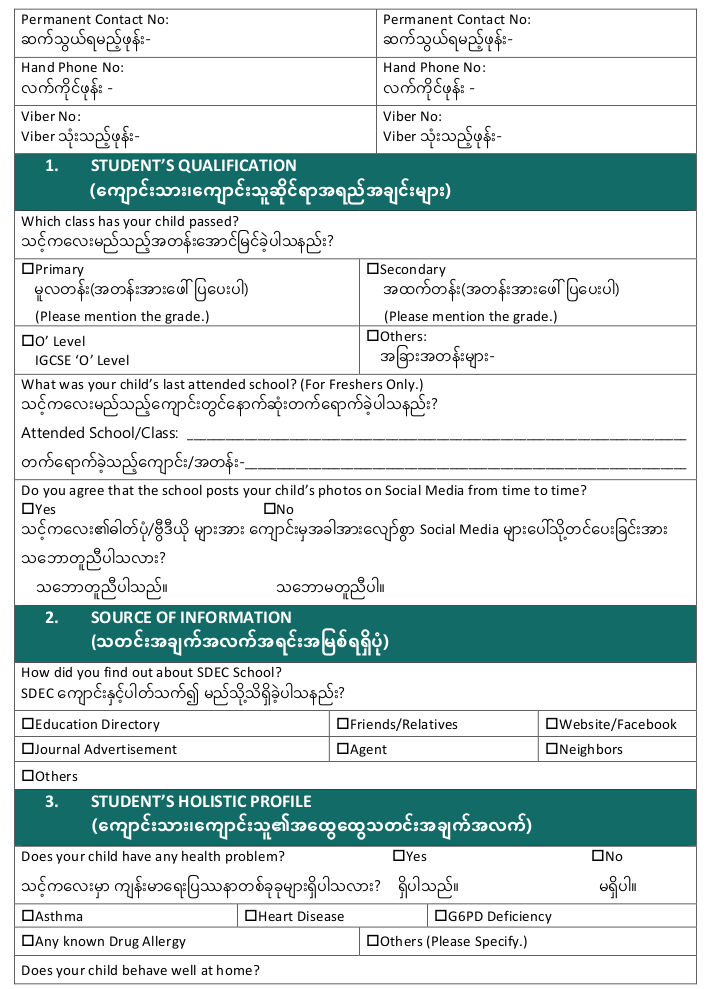 Permanent Contact No:
ဆက်သွယ်ရမည့်ဖုန်း-
Permanent Contact No:
ဆက်သွယ်ရမည့်ဖုန်း-
Hand Phone No:
လက်ကိုင်ဖုန်း -
Hand Phone No:
လက်ကိုင်ဖုန်း -
Viber No:
Viber သုံးသည့်ဖုန်း-
Viber No:
Viber သုံးသည့်ဖုန်း-
1. STUDENT’S QUALIFICATION
(ကျောင်းသား၊ကျောင်းသူဆိုင်ရာအရည်အချင်းများ)
Which class has your child passed?
သင့်ကလေးမည်သည့်အတန်းအောင်မြင်ခဲ့ပါသနည်း?
☐Primary
မူလတန်း(အတန်းအားဖေါ်ပြပေးပါ)
(Please mention the grade.)
☐Secondary
အထက်တန်း(အတန်းအားဖေါ်ပြပေးပါ)
(Please mention the grade.)
☐O’ Level
IGCSE ‘O’ Level
☐Others:
အခြားအတန်းများ-
What was your child’s last attended school? (For Freshers Only.)
သင့်ကလေးမည်သည့်ကျောင်းတွင်နောက်ဆုံးတက်ရောက်ခဲ့ပါသနည်း?
Attended School/Class: ____________________
တက်ရောက်ခဲ့သည့်ကျောင်း/အတန်း-____________________
Do you agree that the school posts your child’s photos on Social Media from time to time?
☐Yes ☐No
သင့်ကလေး၏ဓါတ်ပုံ/ဗွီဒီယို များအား ကျောင်းမှအခါအားလျော်စွာ Social Media များပေါ်သို့တင်ပေးခြင်းအား
သဘောတူညီပါသလား?
သဘောတူညီပါသည်။ သဘောမတူညီပါ။
2. SOURCE OF INFORMATION
(သတင်းအချက်အလက်အရင်းအမြစ်ရရှိပုံ)
How did you find out about SDEC School?
SDEC ကျောင်းနှင့်ပါတ်သက်၍ မည်သို့သိရှိခဲ့ပါသနည်း?
☐Education Directory ☐Friends/Relatives ☐Website/Facebook
☐Journal Advertisement ☐Agent ☐Neighbors
☐Others
3. STUDENT’S HOLISTIC PROFILE
(ကျောင်းသား၊ကျောင်းသူ၏အထွေထွေသတင်းအချက်အလက်)
Does your child have any health problem? ☐Yes ☐No
သင့်ကလေးမှာ ကျန်းမာရေးပြဿနာတစ်ခုခုများရှိပါသလား? ရှိပါသည်။ မရှိပါ။
☐Asthma ☐Heart Disease ☐G6PD Deficiency
☐Any known Drug Allergy ☐Others (Please Specify.)
Does your child behave well at home?